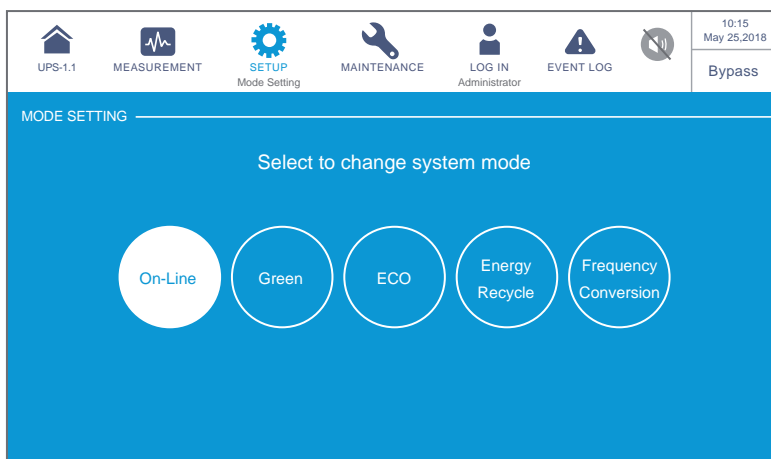 UPS-1.1
MEASUREMENT
SETUP
Mode Setting
MAINTENANCE
LOG IN
Administrator
EVENT LOG
10:15
May 25,2018
Bypass
MODE SETTING
Select to change system mode
On-Line
Green
ECO
Energy
Recycle
Frequency
Conversion